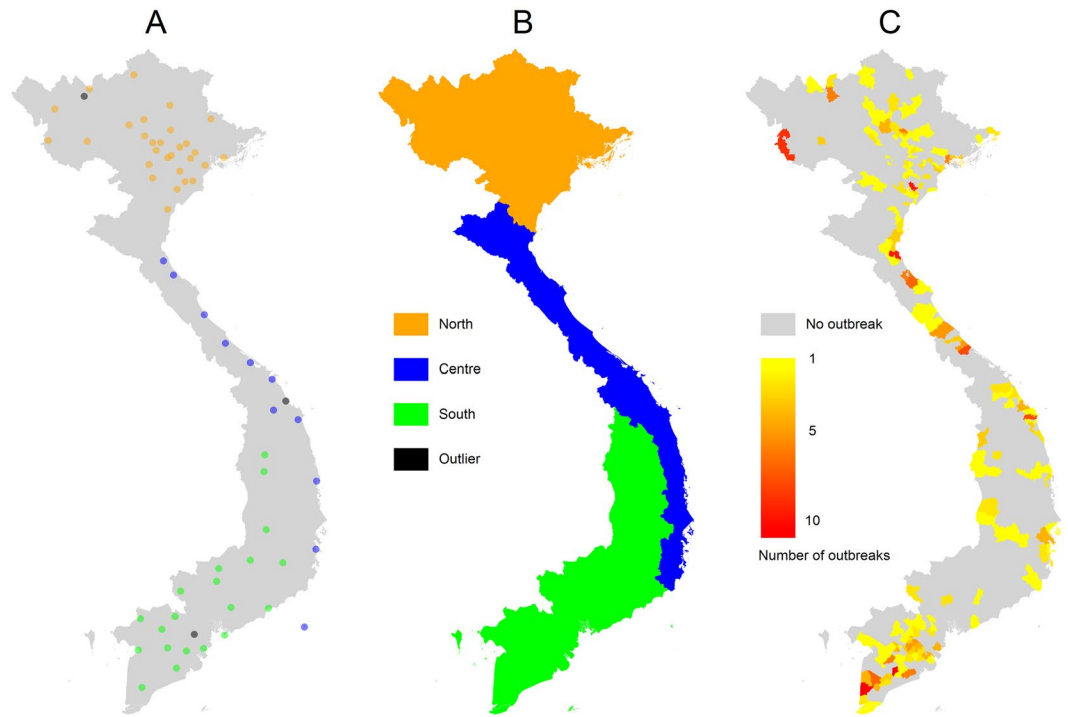 A
B
C
North
Centre
South
Outlier
No outbreak
1
5
10
Number of outbreaks